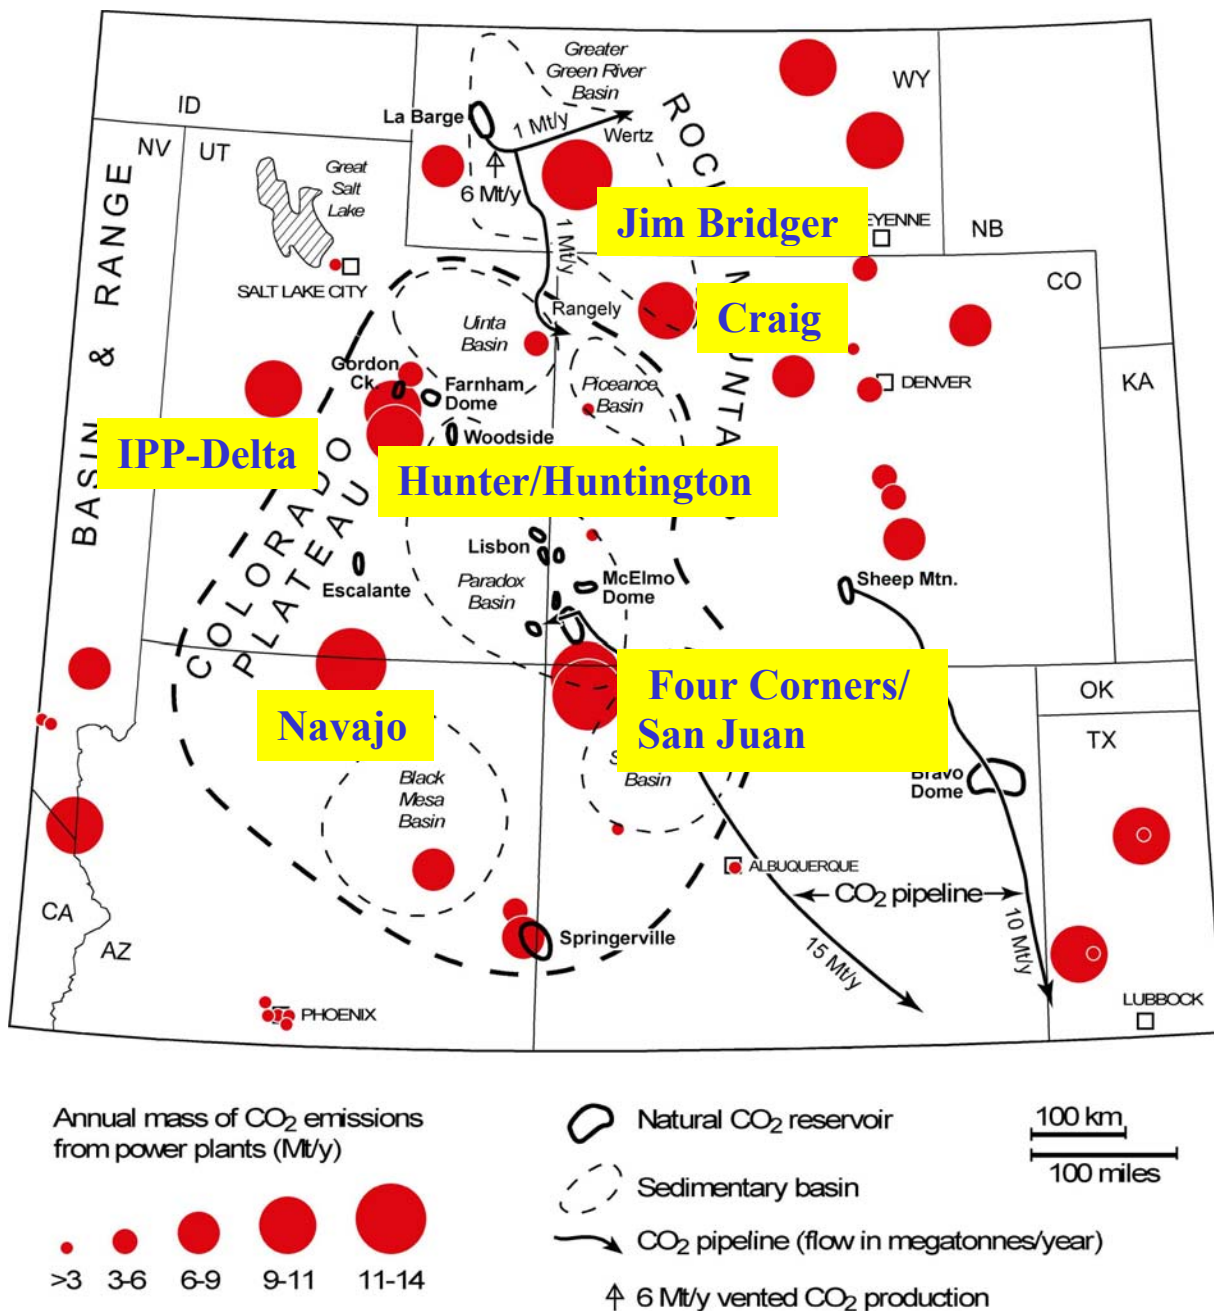 Greater
Green River
Basin
WY
ID
La Barge
1 Mt/y
Wertz
NV
UT
Great
Salt
Lake
6 Mt/y
1 Mt/y
Jim Bridger
EYENNE
NB
SALT LAKE CITY
CO
Rangely
Craig
Uinta
Basin
Gordon
Ck.
Farnham
Dome
Piceance
Basin
DENVER
KA
BASIN & RANGE
Woodside
IPP-Delta
Hunter/Huntington
COLORADO
PLATEAU
Lisbon
Escalante
Paradox
Basin
McElmo
Dome
Sheep Mtn.
Four Corners/
San Juan
OK
TX
Navajo
Basin
Bravo
Dome
Black
Mesa
Basin
ALBUQUERQUE
CO2 pipeline
CA
AZ
Springerville
15 Mt/y
10 Mt/y
PHOENIX
LUBBOCK
Annual mass of CO2 emissions
from power plants (Mt/y)
>3 3-6 6-9 9-11 11-14
Natural CO2 reservoir
Sedimentary basin
CO2 pipeline (flow in megatonnes/year)
6 Mt/y vented CO2 production
100 km
100 miles